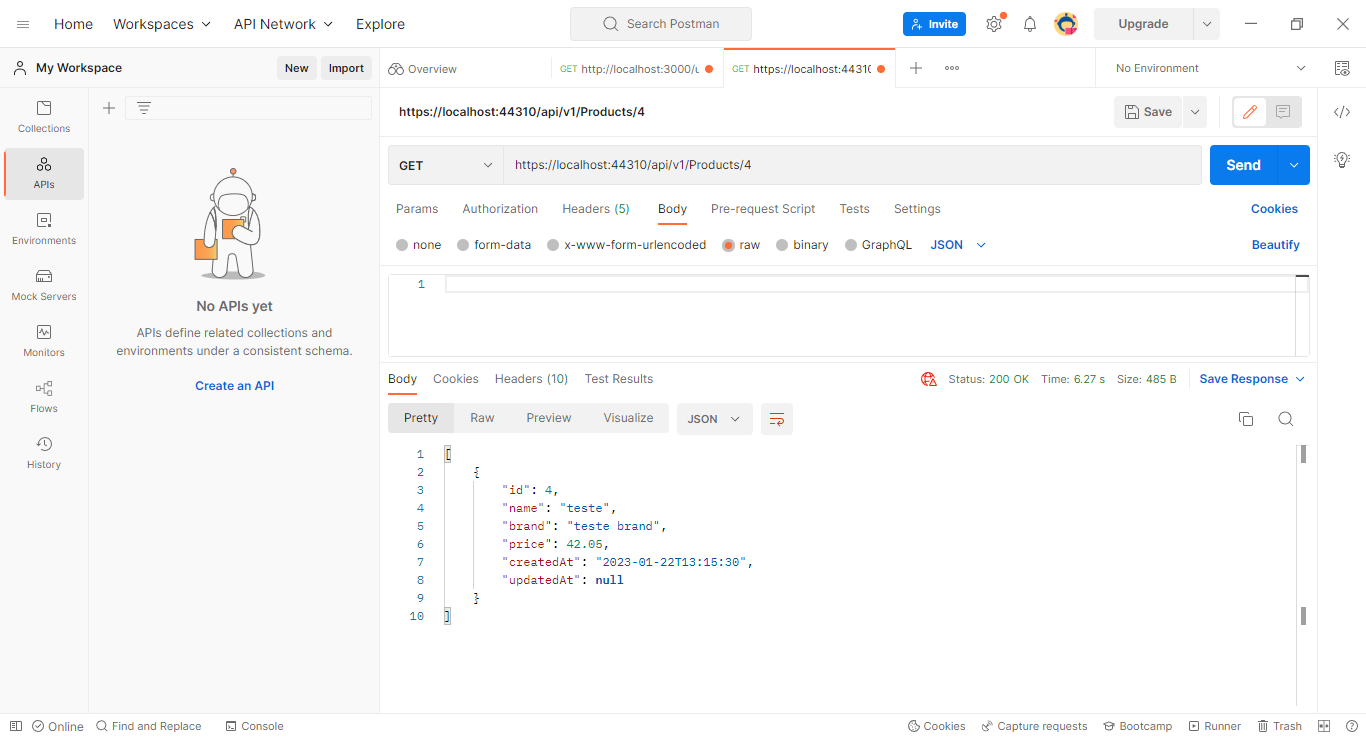 Home Workspaces API Network Explore Search Postman Invite Upgrade
My Workspace New Import Overview GET http://localhost:3000/u GET https://localhost:44310 No Environment
Collections
APIs
Environments
Mock Servers
Monitors
Flows
History
No APIs yet
APIs define related collections and
environments under a consistent schema.
Create an API
https://localhost:44310/api/v1/Products/4 Save
GET https://localhost:44310/api/v1/Products/4 Send
Params Authorization Headers (5) Body Pre-request Script Tests Settings Cookies
none form-data x-www-form-urlencoded raw binary GraphQL JSON Beautify
1
Body Cookies Headers (10) Test Results Status: 200 OK Time: 6.27 s Size: 485 B Save Response
Pretty Raw Preview Visualize JSON
1 [
2 {
3 "id": 4,
4 "name": "teste",
5 "brand": "teste brand",
6 "price": 42.05,
7 "createdAt": "2023-01-22T13:15:30",
8 "updatedAt": null
9 }
10 ]
Online Find and Replace Console Cookies Capture requests Bootcamp Runner Trash